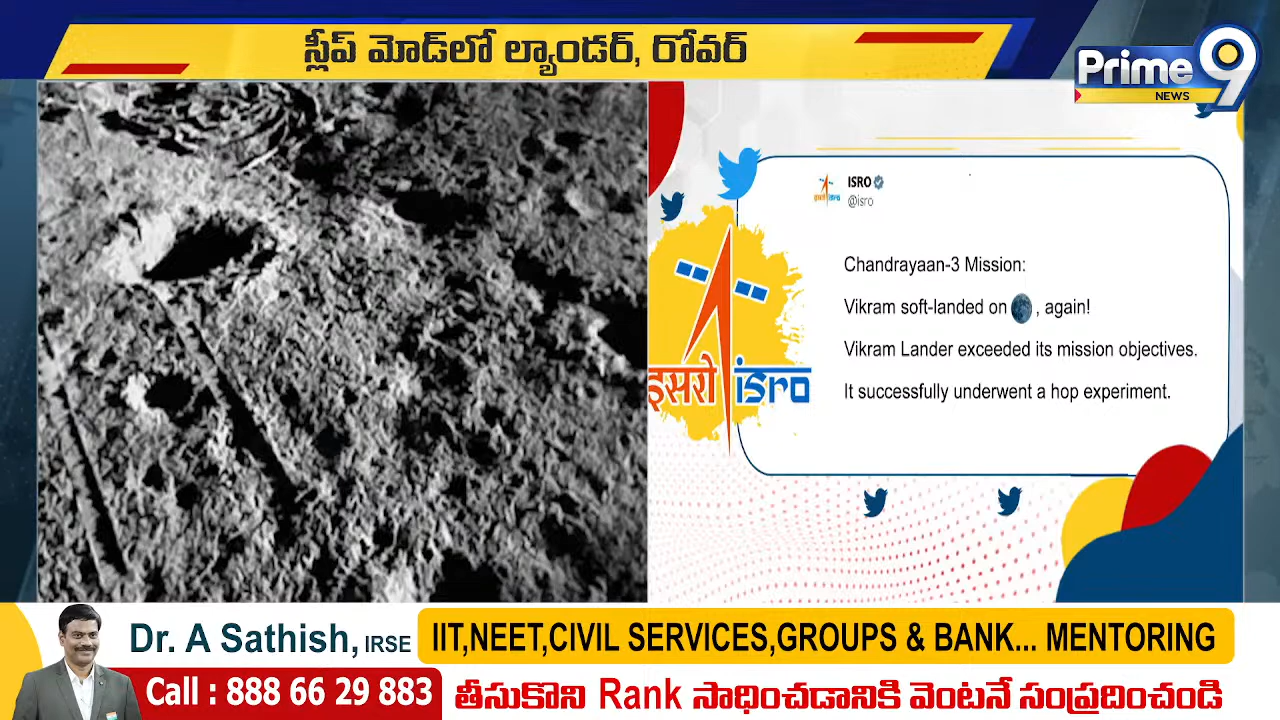 స్లీప్ మోడ్‌లో ల్యాండర్, రోవర్
Prime9
NEWS
ISRO
@isro
Chandrayaan-3 Mission:
Vikram soft-landed on 🌑, again!
Vikram Lander exceeded its mission objectives.
It successfully underwent a hop experiment.
इसरो isro
Dr. A Sathish, IRSE
IIT,NEET,CIVIL SERVICES,GROUPS & BANK... MENTORING
Call : 888 66 29 883
తీసుకొని Rank సాధించడానికి వెంటనే సంప్రదించండి